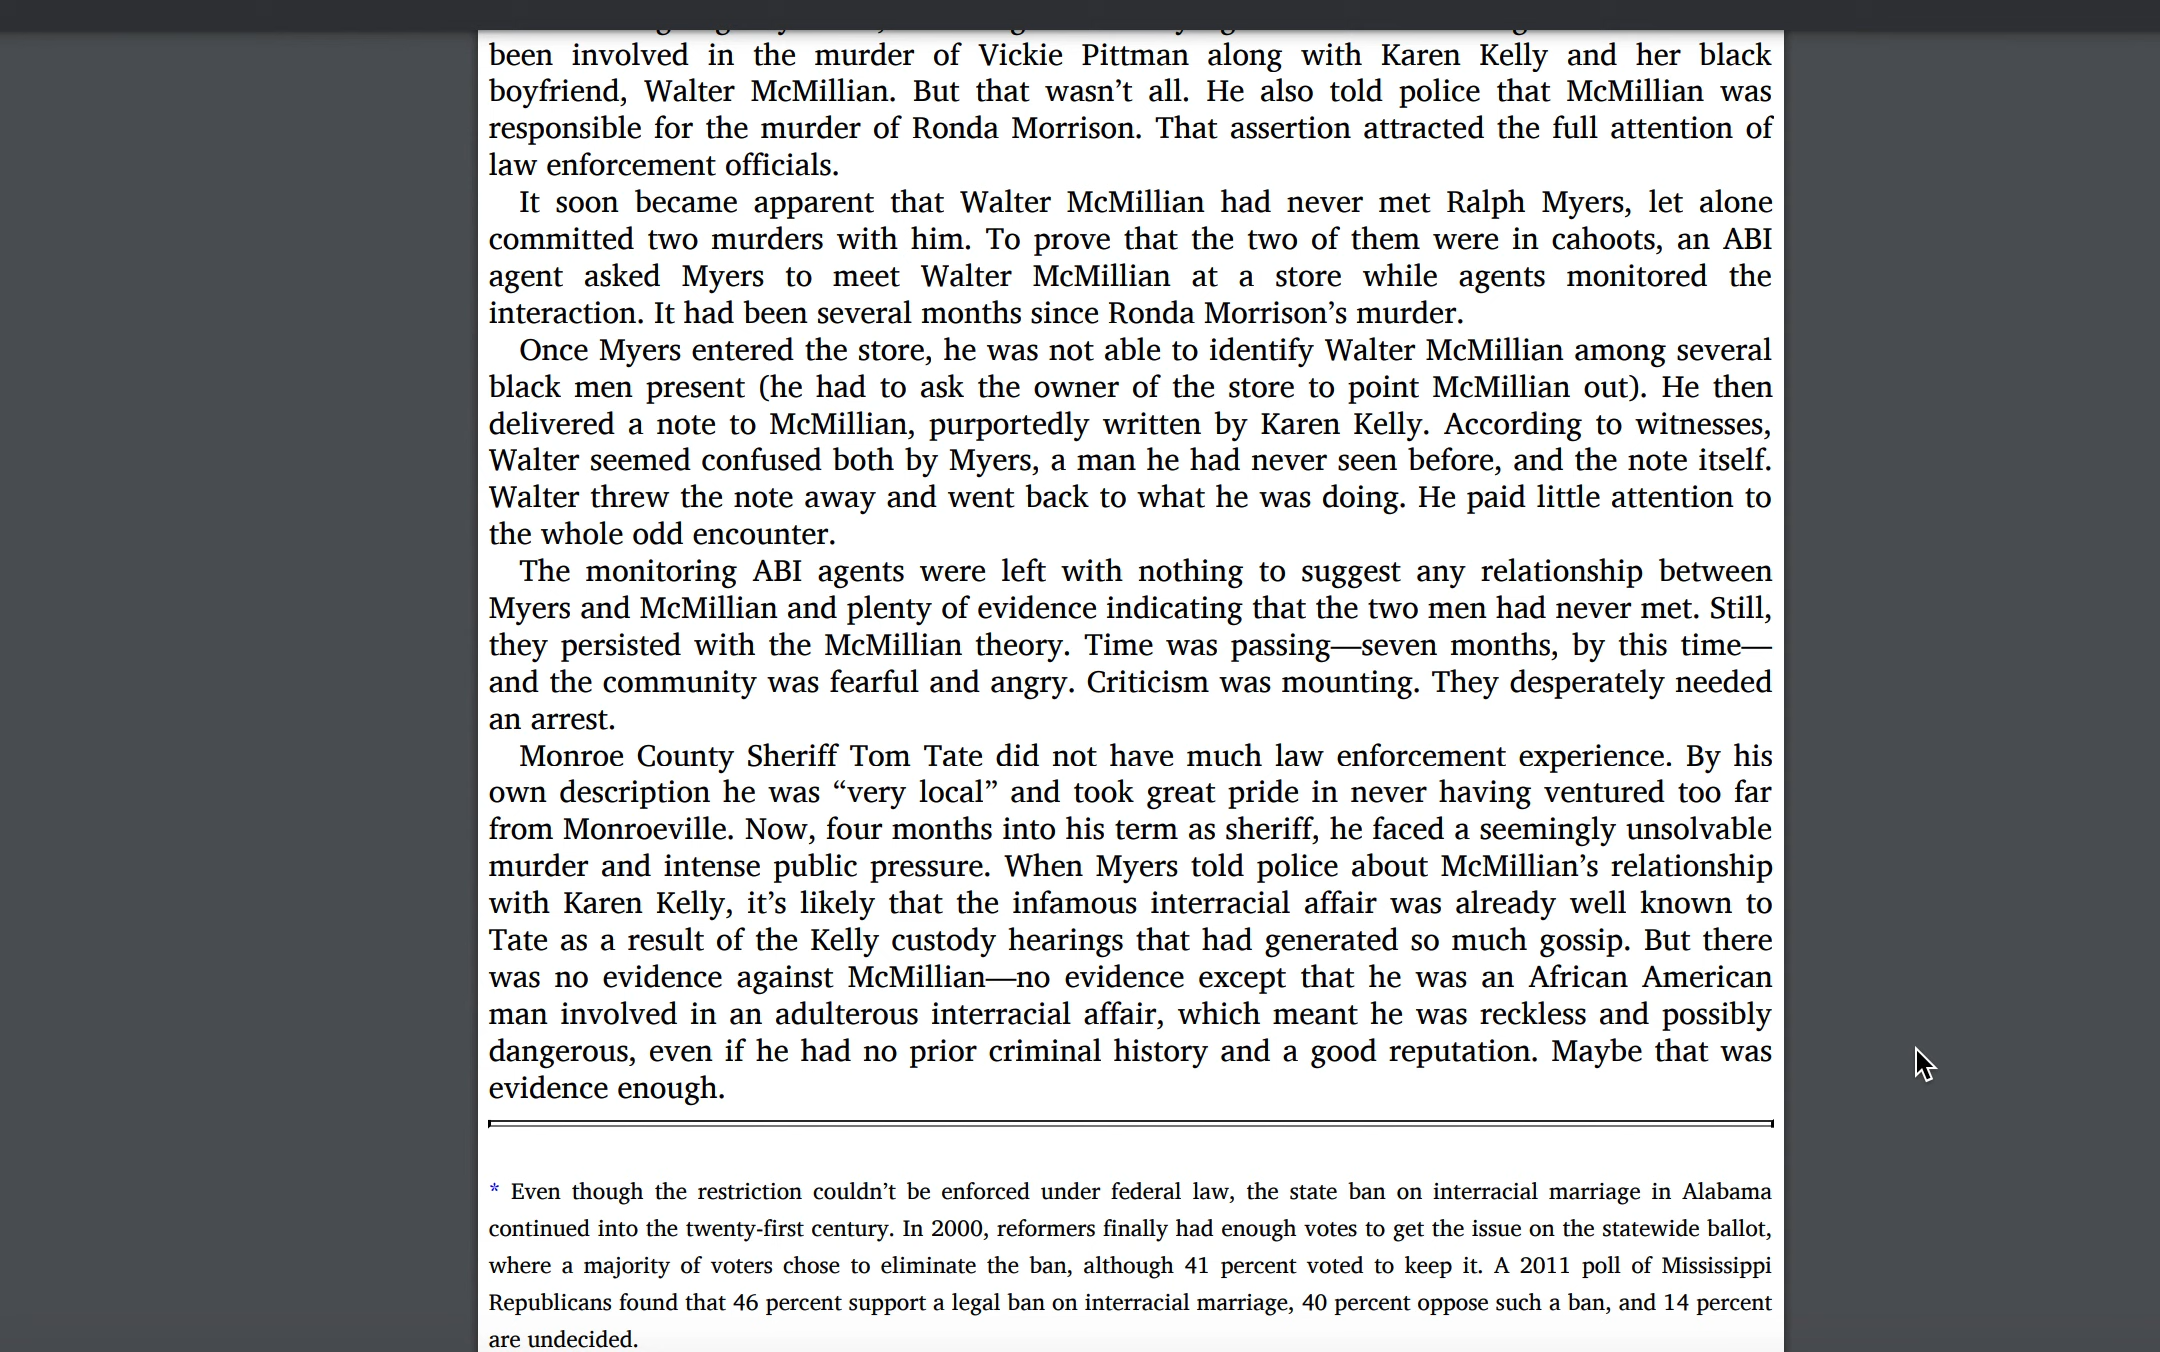 been involved in the murder of Vickie Pittman along with Karen Kelly and her black
boyfriend, Walter McMillian. But that wasn’t all. He also told police that McMillian was
responsible for the murder of Ronda Morrison. That assertion attracted the full attention of
law enforcement officials.
It soon became apparent that Walter McMillian had never met Ralph Myers, let alone
committed two murders with him. To prove that the two of them were in cahoots, an ABI
agent asked Myers to meet Walter McMillian at a store while agents monitored the
interaction. It had been several months since Ronda Morrison’s murder.
Once Myers entered the store, he was not able to identify Walter McMillian among several
black men present (he had to ask the owner of the store to point McMillian out). He then
delivered a note to McMillian, purportedly written by Karen Kelly. According to witnesses,
Walter seemed confused both by Myers, a man he had never seen before, and the note itself.
Walter threw the note away and went back to what he was doing. He paid little attention to
the whole odd encounter.
The monitoring ABI agents were left with nothing to suggest any relationship between
Myers and McMillian and plenty of evidence indicating that the two men had never met. Still,
they persisted with the McMillian theory. Time was passing—seven months, by this time—
and the community was fearful and angry. Criticism was mounting. They desperately needed
an arrest.
Monroe County Sheriff Tom Tate did not have much law enforcement experience. By his
own description he was “very local” and took great pride in never having ventured too far
from Monroeville. Now, four months into his term as sheriff, he faced a seemingly unsolvable
murder and intense public pressure. When Myers told police about McMillian’s relationship
with Karen Kelly, it’s likely that the infamous interracial affair was already well known to
Tate as a result of the Kelly custody hearings that had generated so much gossip. But there
was no evidence against McMillian—no evidence except that he was an African American
man involved in an adulterous interracial affair, which meant he was reckless and possibly
dangerous, even if he had no prior criminal history and a good reputation. Maybe that was
evidence enough.
* Even though the restriction couldn’t be enforced under federal law, the state ban on interracial marriage in Alabama
continued into the twenty-first century. In 2000, reformers finally had enough votes to get the issue on the statewide ballot,
where a majority of voters chose to eliminate the ban, although 41 percent voted to keep it. A 2011 poll of Mississippi
Republicans found that 46 percent support a legal ban on interracial marriage, 40 percent oppose such a ban, and 14 percent
are undecided.